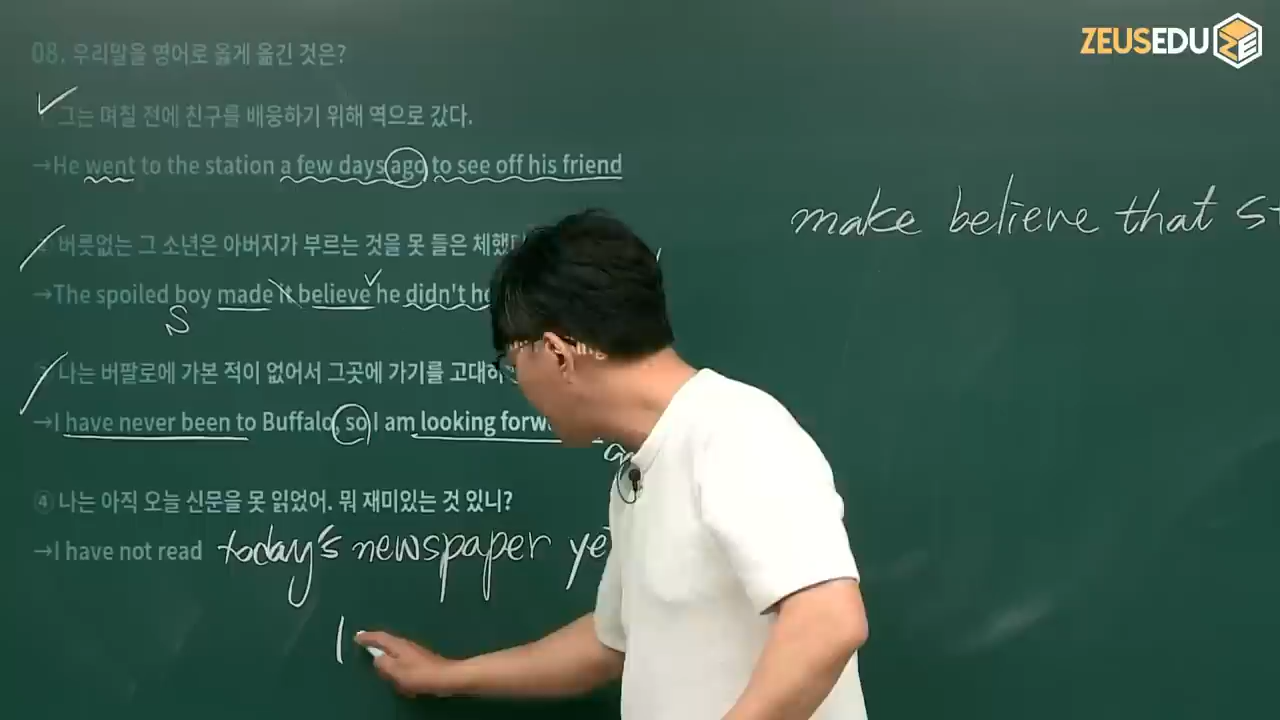 ZEUSEDU
08. 우리말을 영어로 옳게 옮긴 것은?
그는 며칠 전에 친구를 배웅하기 위해 역으로 갔다.
→He went to the station a few days ago to see off his friend
make believe that
버릇없는 그 소년은 아버지가 부르는 것을 못 들은 체했
→The spoiled boy made it believe he didn't
S
나는 버팔로에 가본 적이 없어서 그곳에 가기를
→I have never been to Buffalo, so I am looking
④ 나는 아직 오늘 신문을 못 읽었어. 뭐 재미있는 것 있니?
→I have not read today's newspaper